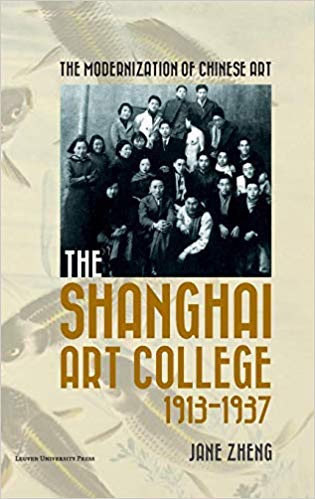 THE MODERNIZATION OF CHINESE ART
THE
SHANGHAI
ART COLLEGE
1913–1937
JANE ZHENG
LEUVEN UNIVERSITY PRESS